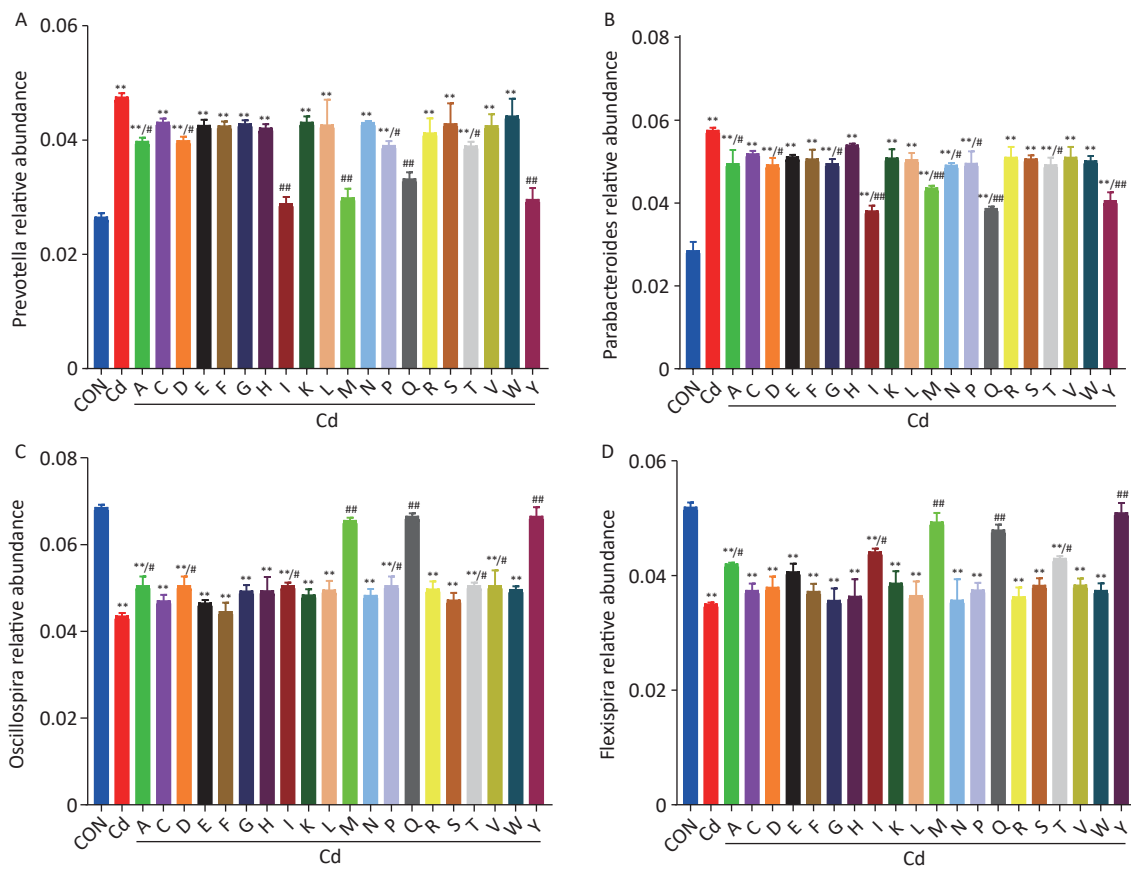 A
Prevotella relative abundance
0.06
0.04
0.02
0
** ** **/# ** **/# ** ** ** ** ## ** ** ## ** **/# ## ** ** **/# ** ** ##
CON Cd A C D E F G H I K L M N P Q R S T V W Y
Cd
B
Parabacteroides relative abundance
0.08
0.06
0.04
0.02
0
** **/# ** **/# ** ** **/# ** **/## ** ** **/## **/# **/# **/## ** ** **/# ** ** **/##
CON Cd A C D E F G H I K L M N P Q R S T V W Y
Cd
C
Oscillospira relative abundance
0.08
0.06
0.04
0.02
0
** **/# ** **/# ** ** ** ** **/# ** ** ## ** **/# ## ** ** **/# **/# ** ##
CON Cd A C D E F G H I K L M N P Q R S T V W Y
Cd
D
Flexispira relative abundance
0.06
0.04
0.02
0
** **/# ** ** ** ** ** ** **/# ** ** ## ** ** ## ** ** **/# ** ** ##
CON Cd A C D E F G H I K L M N P Q R S T V W Y
Cd